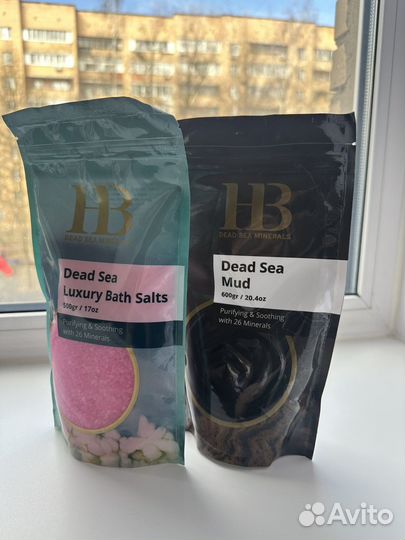 HB
DEAD SEA MINERALS
Dead Sea
Luxury Bath Salts
500gr / 17oz
Purifying & Soothing
with 26 Minerals
HB
DEAD SEA MINERALS
Dead Sea
Mud
600gr / 20.4oz
Purifying & Soothing
with 26 Minerals
Avito